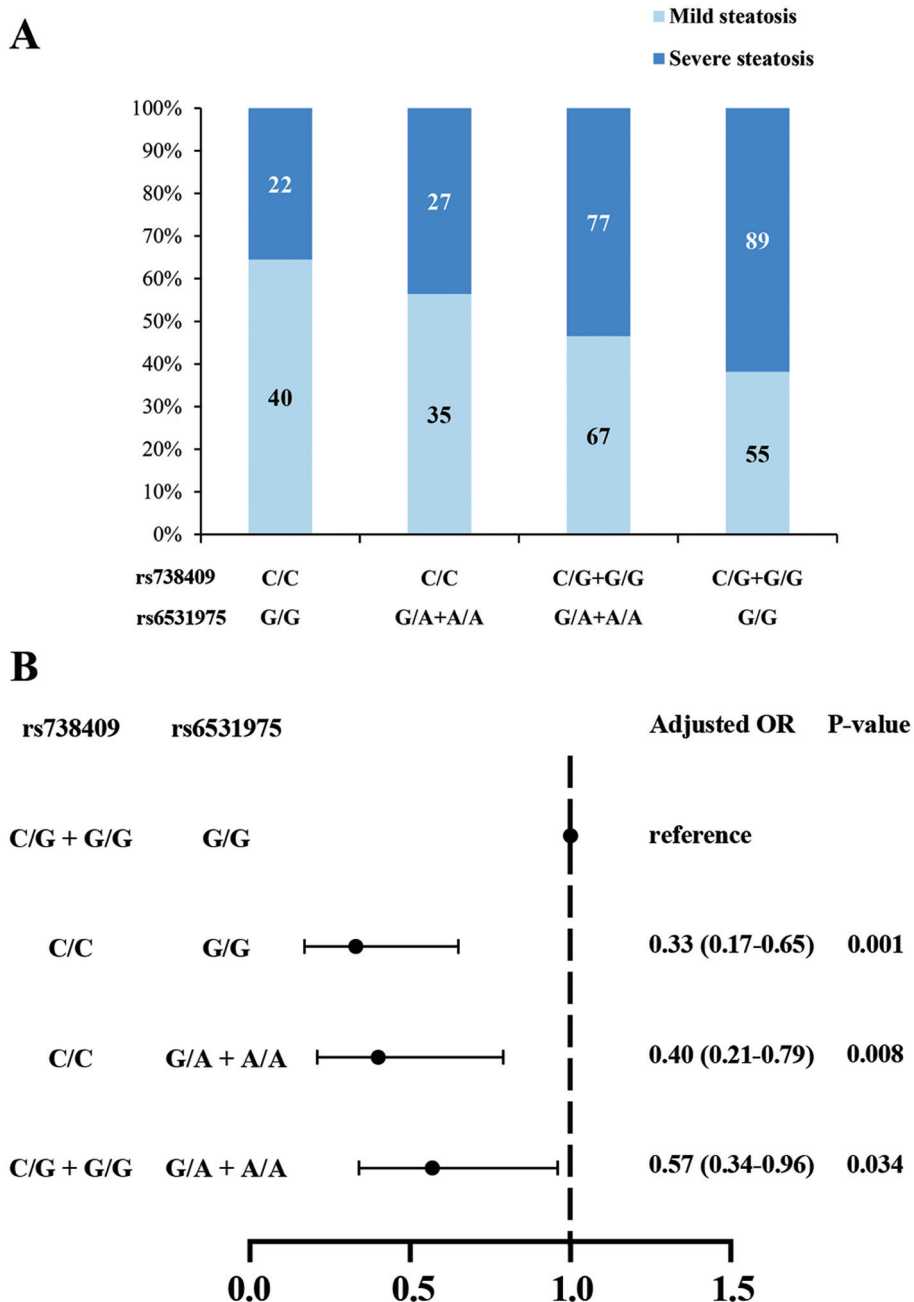 A
Mild steatosis
Severe steatosis
100%
90%
80%
70%
60%
50%
40%
30%
20%
10%
0%
22 27 77 89
40 35 67 55
rs738409 C/C C/C C/G+G/G C/G+G/G
rs6531975 G/G G/A+A/A G/A+A/A G/G
B
rs738409 rs6531975 Adjusted OR P-value
C/G + G/G G/G reference
C/C G/G 0.33 (0.17-0.65) 0.001
C/C G/A + A/A 0.40 (0.21-0.79) 0.008
C/G + G/G G/A + A/A 0.57 (0.34-0.96) 0.034
0.0 0.5 1.0 1.5